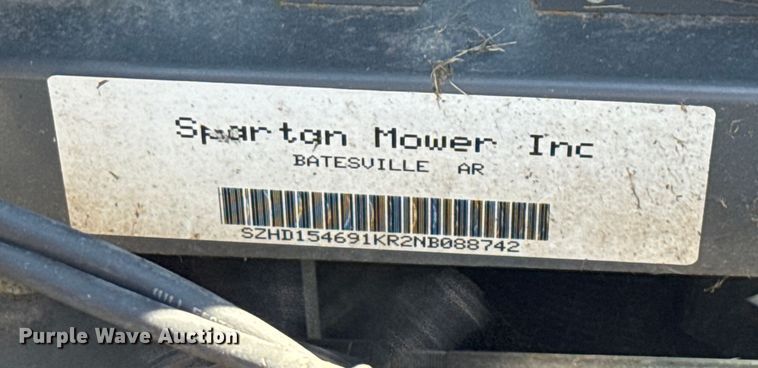 Spartan Mower Inc
BATESVILLE AR
SZHD154691KR2NB088742
Purple Wave Auction